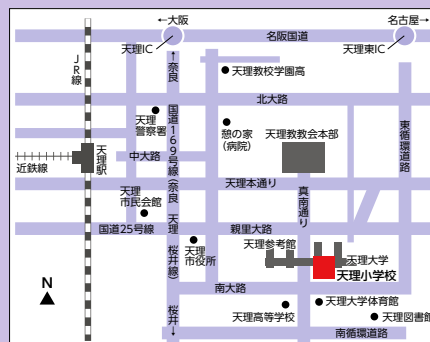 ←大阪
名古屋→
天理IC
名阪国道
天理東IC
JR線
↑奈良
天理教校学園高
北大路
天理
警察署
国道169号線(奈良 天理 桜井線)
憩の家
(病院)
天理教教会本部
東循環道路
天理駅
中大路
近鉄線
天理本通り
天理
市民会館
真南通り
国道25号線
親里大路
天理
市役所
天理参考館
天理大学
天理小学校
N
南大路
天理大学体育館
天理高等学校
天理図書館
桜井↓
南循環道路